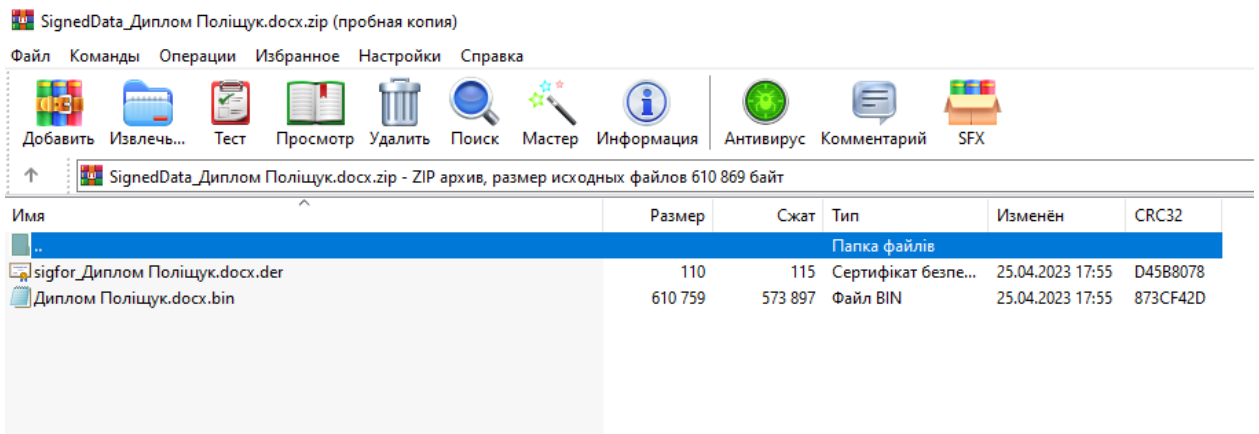 SignedData_Диплом Поліщук.docx.zip (пробная копия)
Файл Команды Операции Избранное Настройки Справка
Добавить Извлечь... Тест Просмотр Удалить Поиск Мастер Информация Антивирус Комментарий SFX
SignedData_Диплом Поліщук.docx.zip - ZIP архив, размер исходных файлов 610 869 байт
Имя Размер Сжат Тип Изменён CRC32
.. Папка файлів
sigfor_Диплом Поліщук.docx.der 110 115 Сертифікат безпе... 25.04.2023 17:55 D45B8078
Диплом Поліщук.docx.bin 610 759 573 897 Файл BIN 25.04.2023 17:55 873CF42D